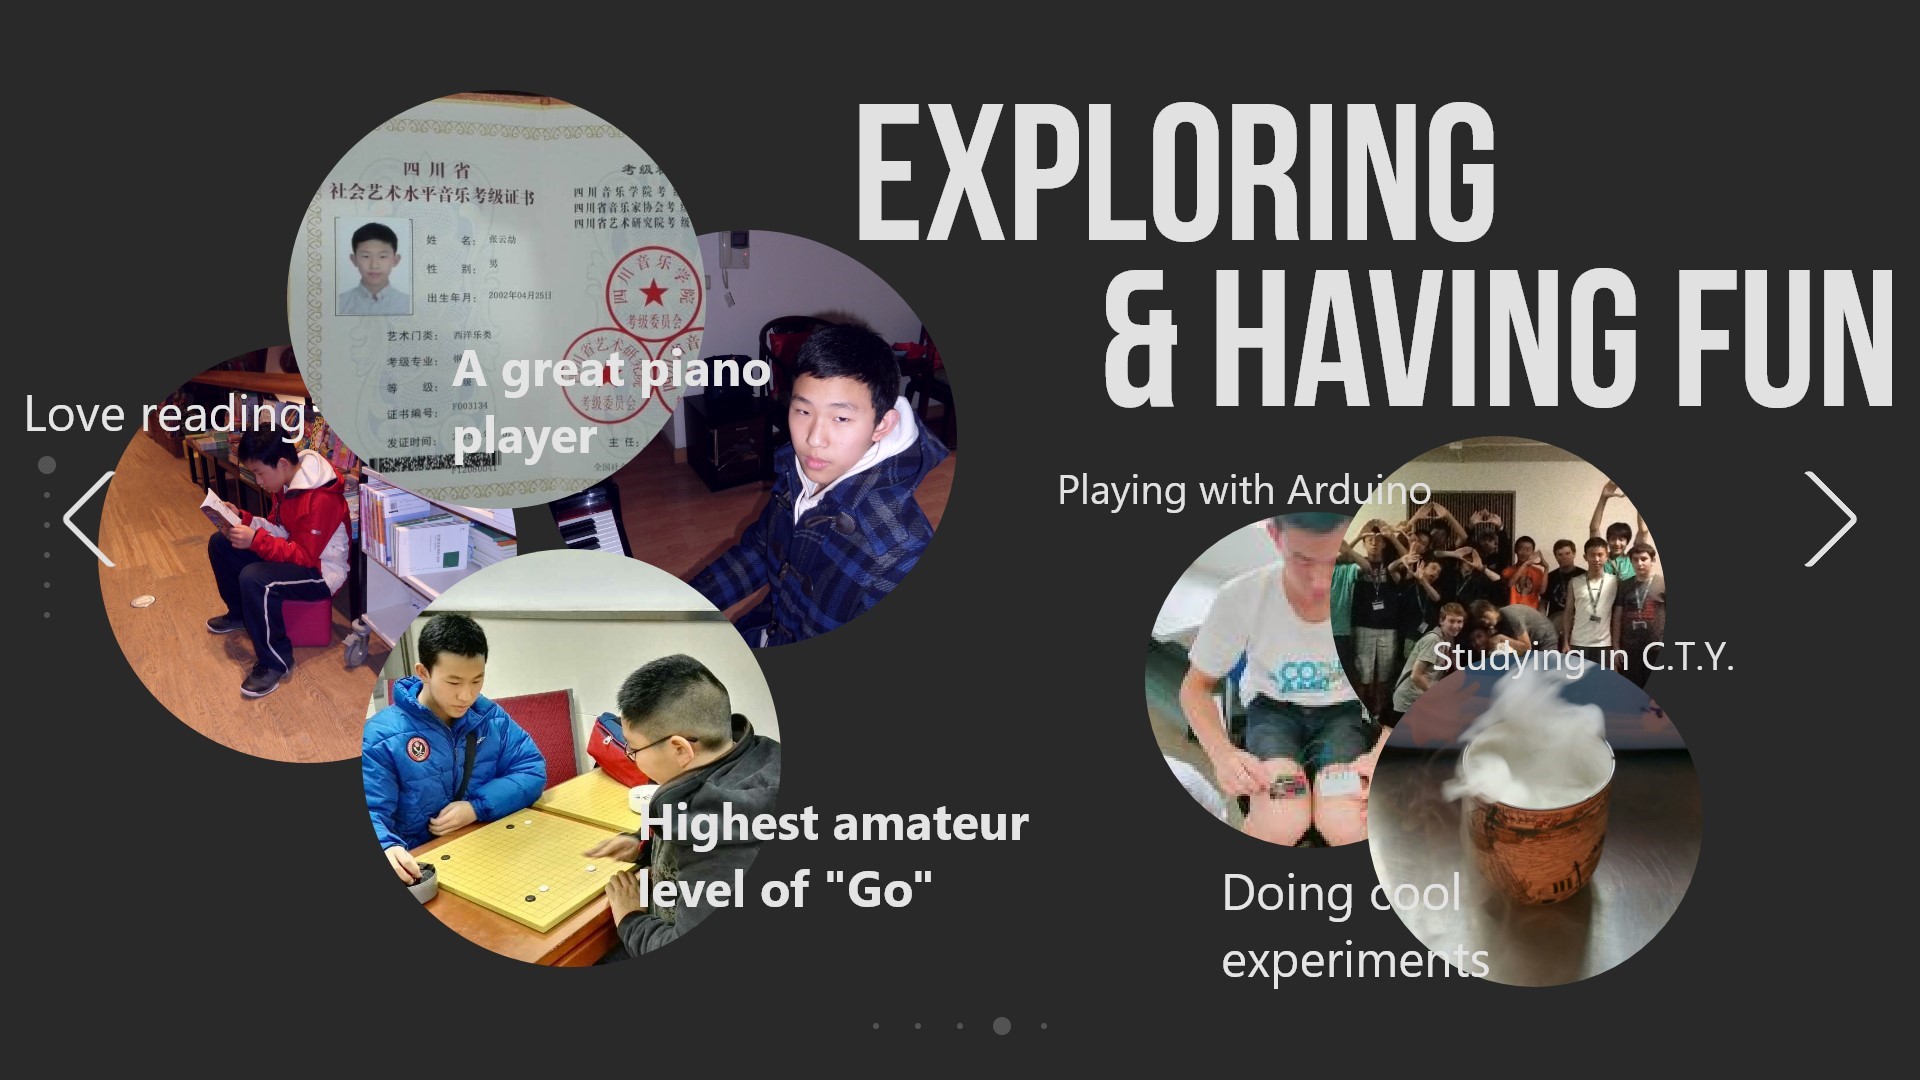 EXPLORING
& HAVING FUN
四川省
社会艺术水平音乐考级证书
姓 名: 张云劼
性 别: 男
出生年月: 2002年04月25日
艺术门类: 西洋乐类
考级专业:
等 级:
证书编号: F003134
发证时间:
四川音乐学院考
四川省音乐家协会考
四川省艺术研究院考级
四川音乐学院
考级委员会
考级委员会
主任:
A great piano
player
Love reading
Highest amateur
level of "Go"
Playing with Arduino
Studying in C.T.Y.
Doing cool
experiments